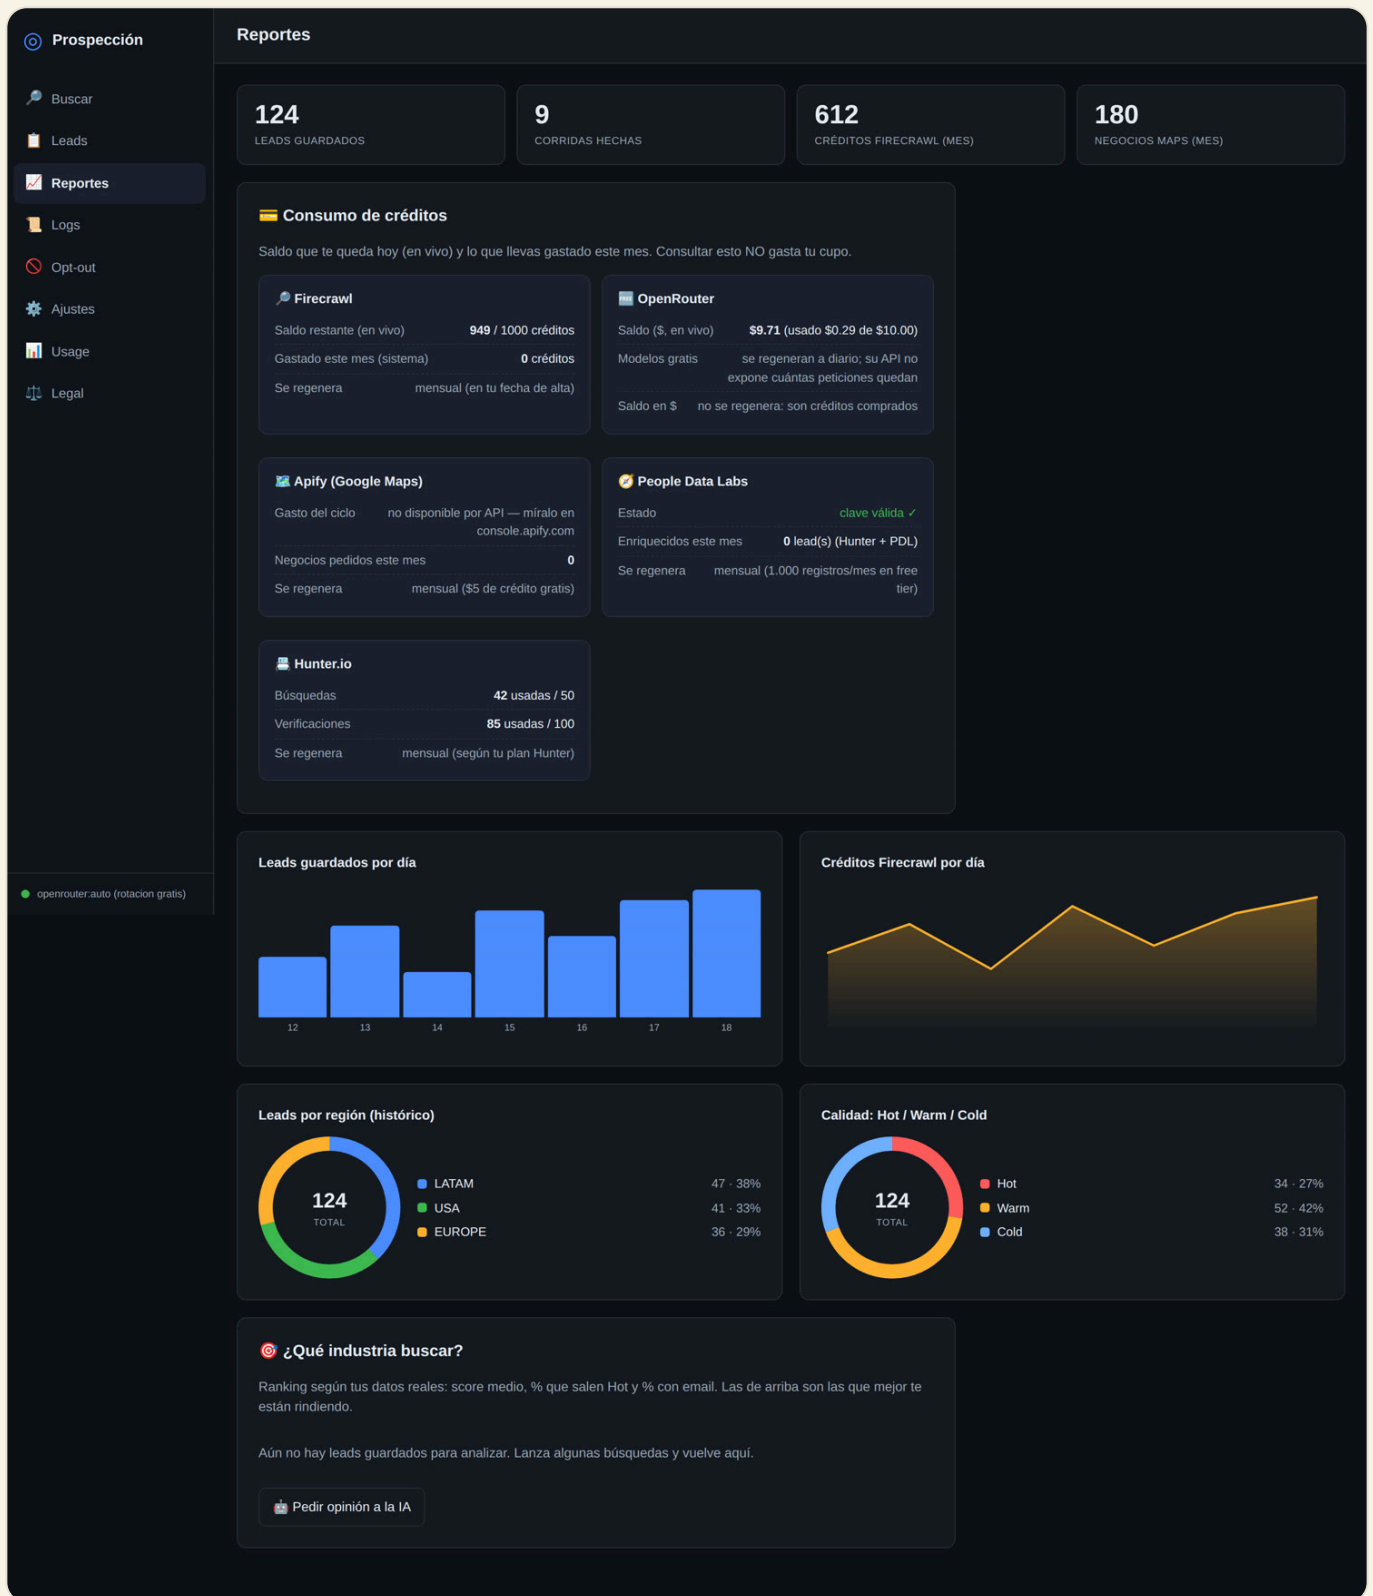 Prospección
Buscar
Leads
Reportes
Logs
Opt-out
Ajustes
Usage
Legal
openrouter:auto (rotacion gratis)
Reportes
124
LEADS GUARDADOS
9
CORRIDAS HECHAS
612
CRÉDITOS FIRECRAWL (MES)
180
NEGOCIOS MAPS (MES)
Consumo de créditos
Saldo que te queda hoy (en vivo) y lo que llevas gastado este mes. Consultar esto NO gasta tu cupo.
Firecrawl
Saldo restante (en vivo) 949 / 1000 créditos
Gastado este mes (sistema) 0 créditos
Se regenera mensual (en tu fecha de alta)
OpenRouter
Saldo ($, en vivo) $9.71 (usado $0.29 de $10.00)
Modelos gratis se regeneran a diario; su API no
expone cuántas peticiones quedan
Saldo en $ no se regenera: son créditos comprados
Apify (Google Maps)
Gasto del ciclo no disponible por API — míralo en
console.apify.com
Negocios pedidos este mes 0
Se regenera mensual ($5 de crédito gratis)
People Data Labs
Estado clave válida ✓
Enriquecidos este mes 0 lead(s) (Hunter + PDL)
Se regenera mensual (1.000 registros/mes en free
tier)
Hunter.io
Búsquedas 42 usadas / 50
Verificaciones 85 usadas / 100
Se regenera mensual (según tu plan Hunter)
Leads guardados por día
12 13 14 15 16 17 18
Créditos Firecrawl por día
Leads por región (histórico)
124
TOTAL
LATAM 47 · 38%
USA 41 · 33%
EUROPE 36 · 29%
Calidad: Hot / Warm / Cold
124
TOTAL
Hot 34 · 27%
Warm 52 · 42%
Cold 38 · 31%
¿Qué industria buscar?
Ranking según tus datos reales: score medio, % que salen Hot y % con email. Las de arriba son las que mejor te
están rindiendo.
Aún no hay leads guardados para analizar. Lanza algunas búsquedas y vuelve aquí.
Pedir opinión a la IA